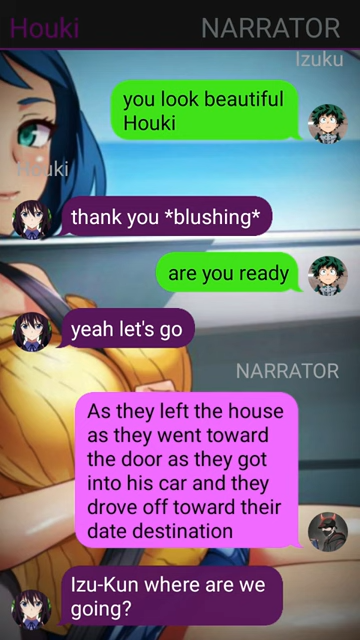 Houki NARRATOR
Izuku
you look beautiful
Houki
Houki
thank you *blushing*
are you ready
yeah let's go
NARRATOR
As they left the house
as they went toward
the door as they got
into his car and they
drove off toward their
date destination
Izu-Kun where are we
going?